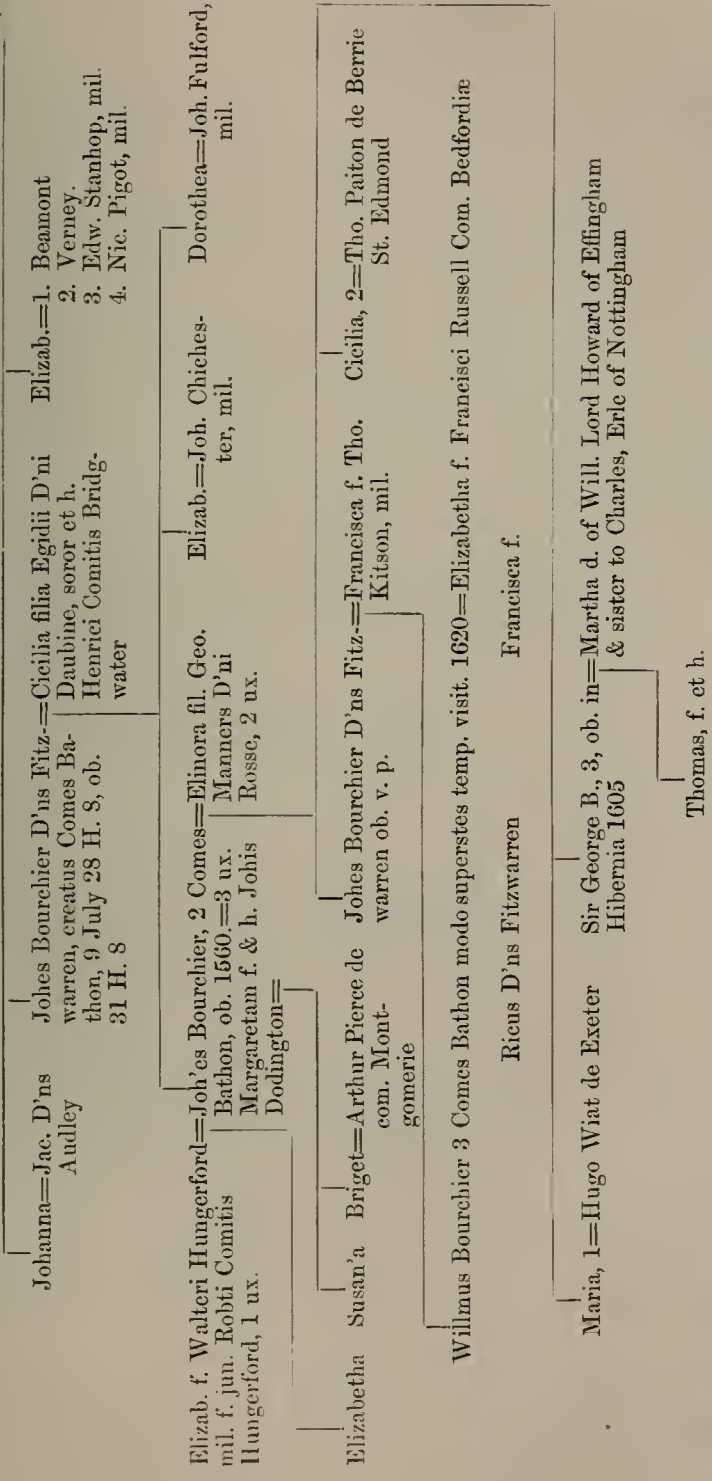 Johanna=Jac. D'ns
Audley
Johes Bourchier D'ns Fitz-=Cicilia filia Egidii D'ni
warren, creatus Comes Ba- Daubine, soror et h.
thon, 9 July 28 H. 8, ob. Henrici Comitis Bridg-
31 H. 8 water
Elizab.=1. Beamont
2. Verney.
3. Edw. Stanhop, mil.
4. Nic. Pigot, mil.
Elizab. f. Walteri Hungerford=Joh'es Bourchier, 2 Comes=Elinora fil. Geo.
mil. f. jun. Robti Comitis Bathon, ob. 1560.=3 ux. Manners D'ni
Hungerford, 1 ux. Margaretam f. & h. Johis Rosse, 2 ux.
Dodington=
Elizab.=Joh. Chiches-
ter, mil.
Dorothea=Joh. Fulford,
mil.
Elizabetha
Susan'a
Briget=Arthur Pierce de
com. Mont-
gomerie
Johes Bourchier D'ns Fitz-=Francisca f. Tho.
warren ob. v. p. Kitson, mil.
Cicilia, 2=Tho. Paiton de Berrie
St. Edmond
Willmus Bourchier 3 Comes Bathon modo superstes temp. visit. 1620=Elizabetha f. Francisci Russell Com. Bedfordiæ
Ricus D'ns Fitzwarren
Francisca f.
Maria, 1=Hugo Wiat de Exeter
Sir George B., 3, ob. in=Martha d. of Will. Lord Howard of Effingham
Hibernia 1605 & sister to Charles, Erle of Nottingham
Thomas, f. et h.